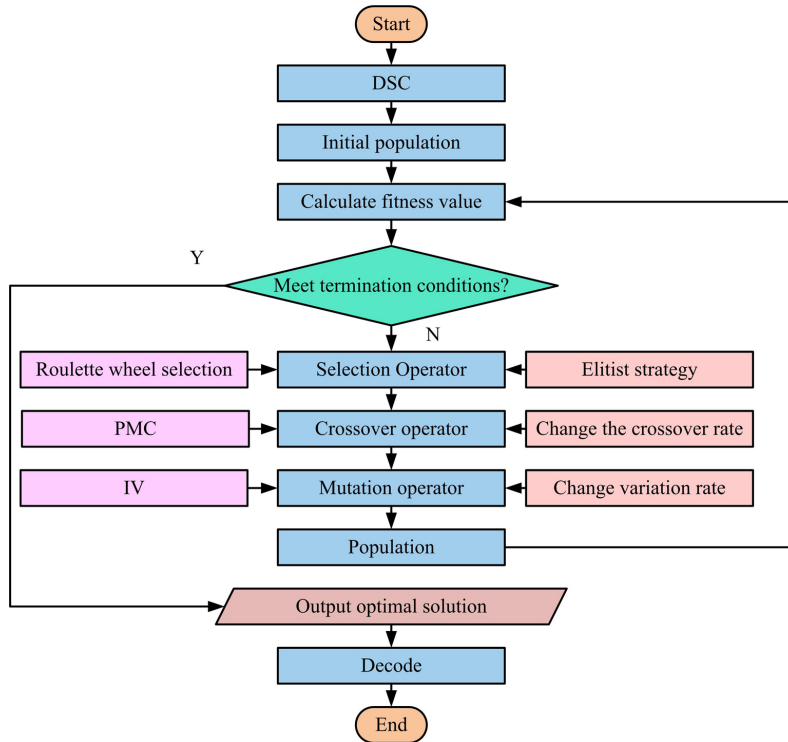 Start
DSC
Initial population
Calculate fitness value
Y
Meet termination conditions?
N
Roulette wheel selection
Selection Operator
Elitist strategy
PMC
Crossover operator
Change the crossover rate
IV
Mutation operator
Change variation rate
Population
Output optimal solution
Decode
End